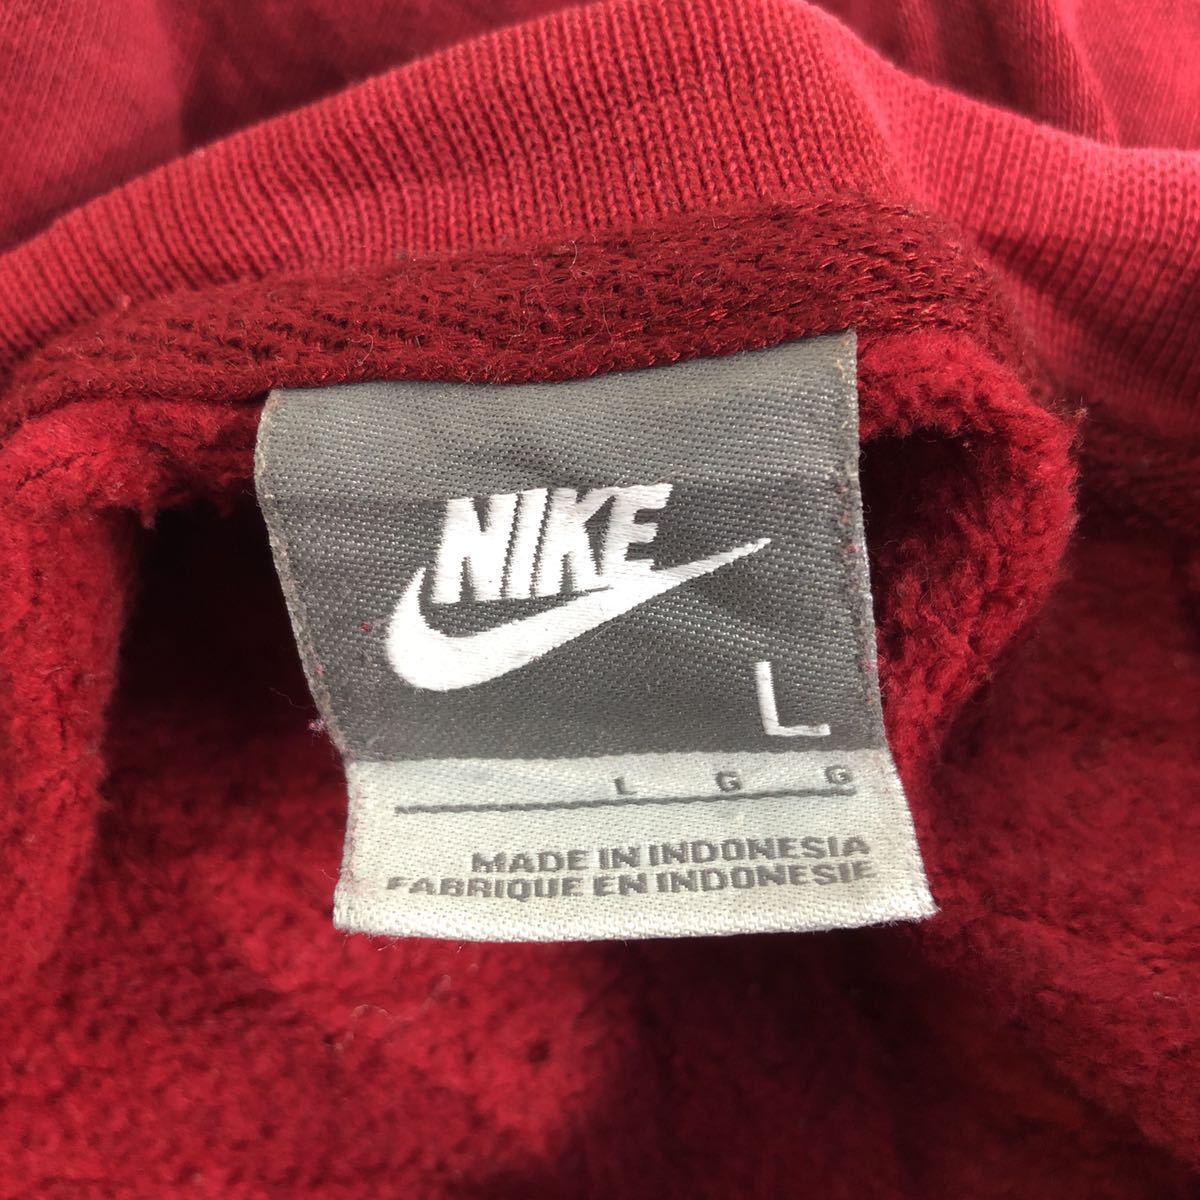 NIKE
L
L G G
MADE IN INDONESIA
FABRIQUE EN INDONESIE